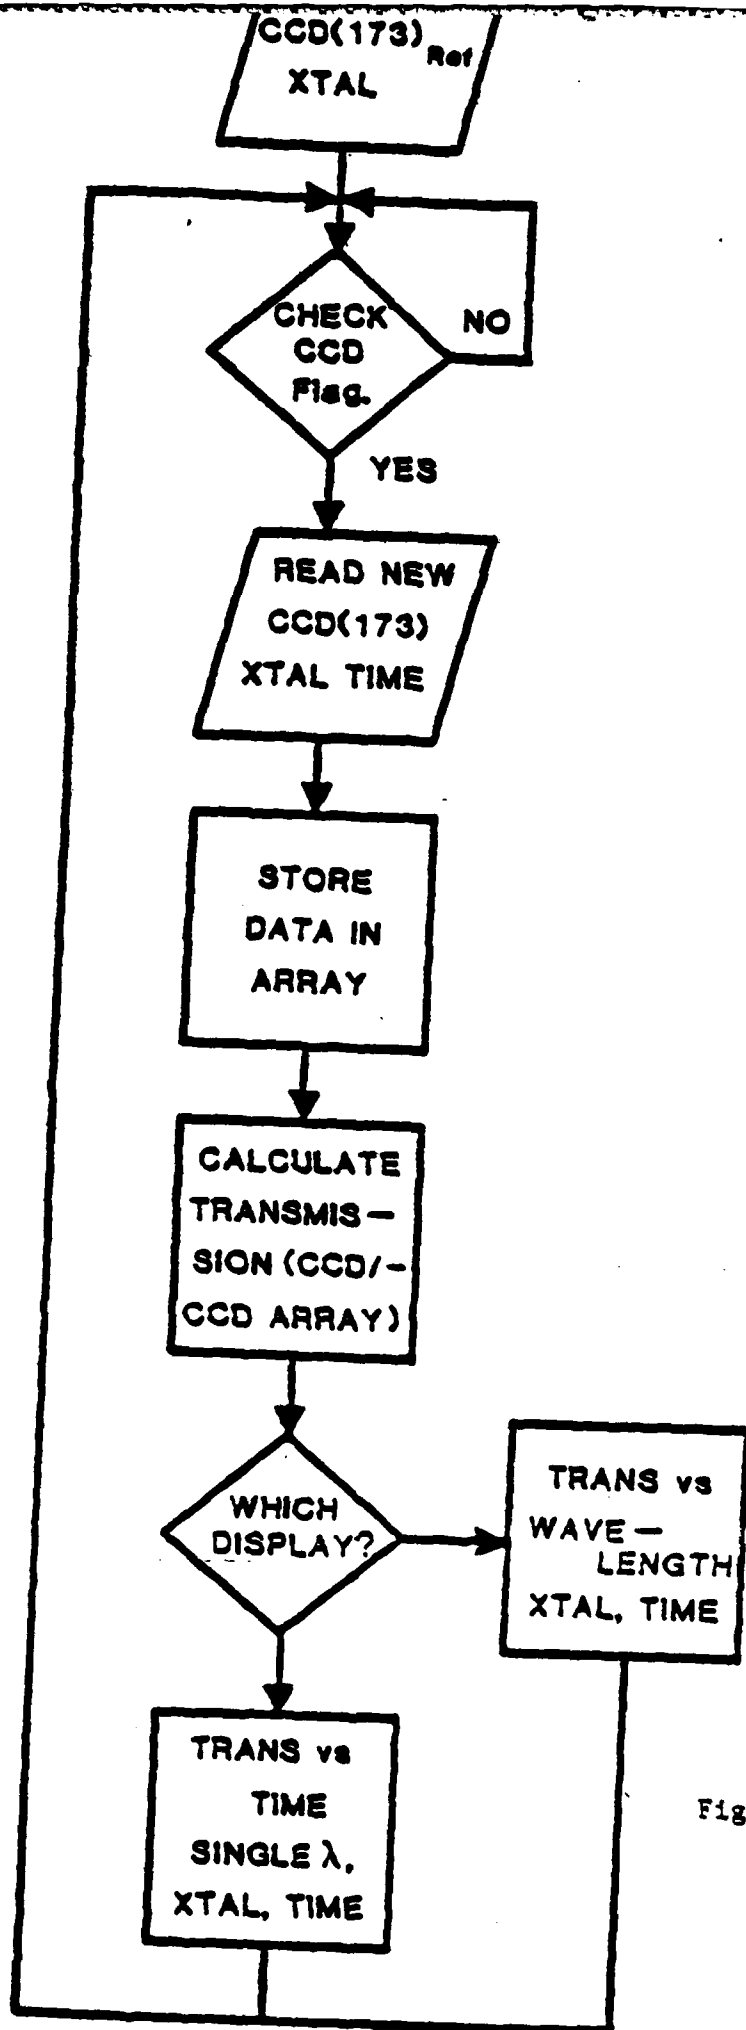 CCD(173) Ref
XTAL
CHECK
CCD
Flag.
NO
YES
READ NEW
CCD(173)
XTAL TIME
STORE
DATA IN
ARRAY
CALCULATE
TRANSMIS-
SION (CCD/-
CCD ARRAY)
WHICH
DISPLAY?
TRANS vs
WAVE-
LENGTH
XTAL, TIME
TRANS vs
TIME
SINGLE λ,
XTAL, TIME
Fig